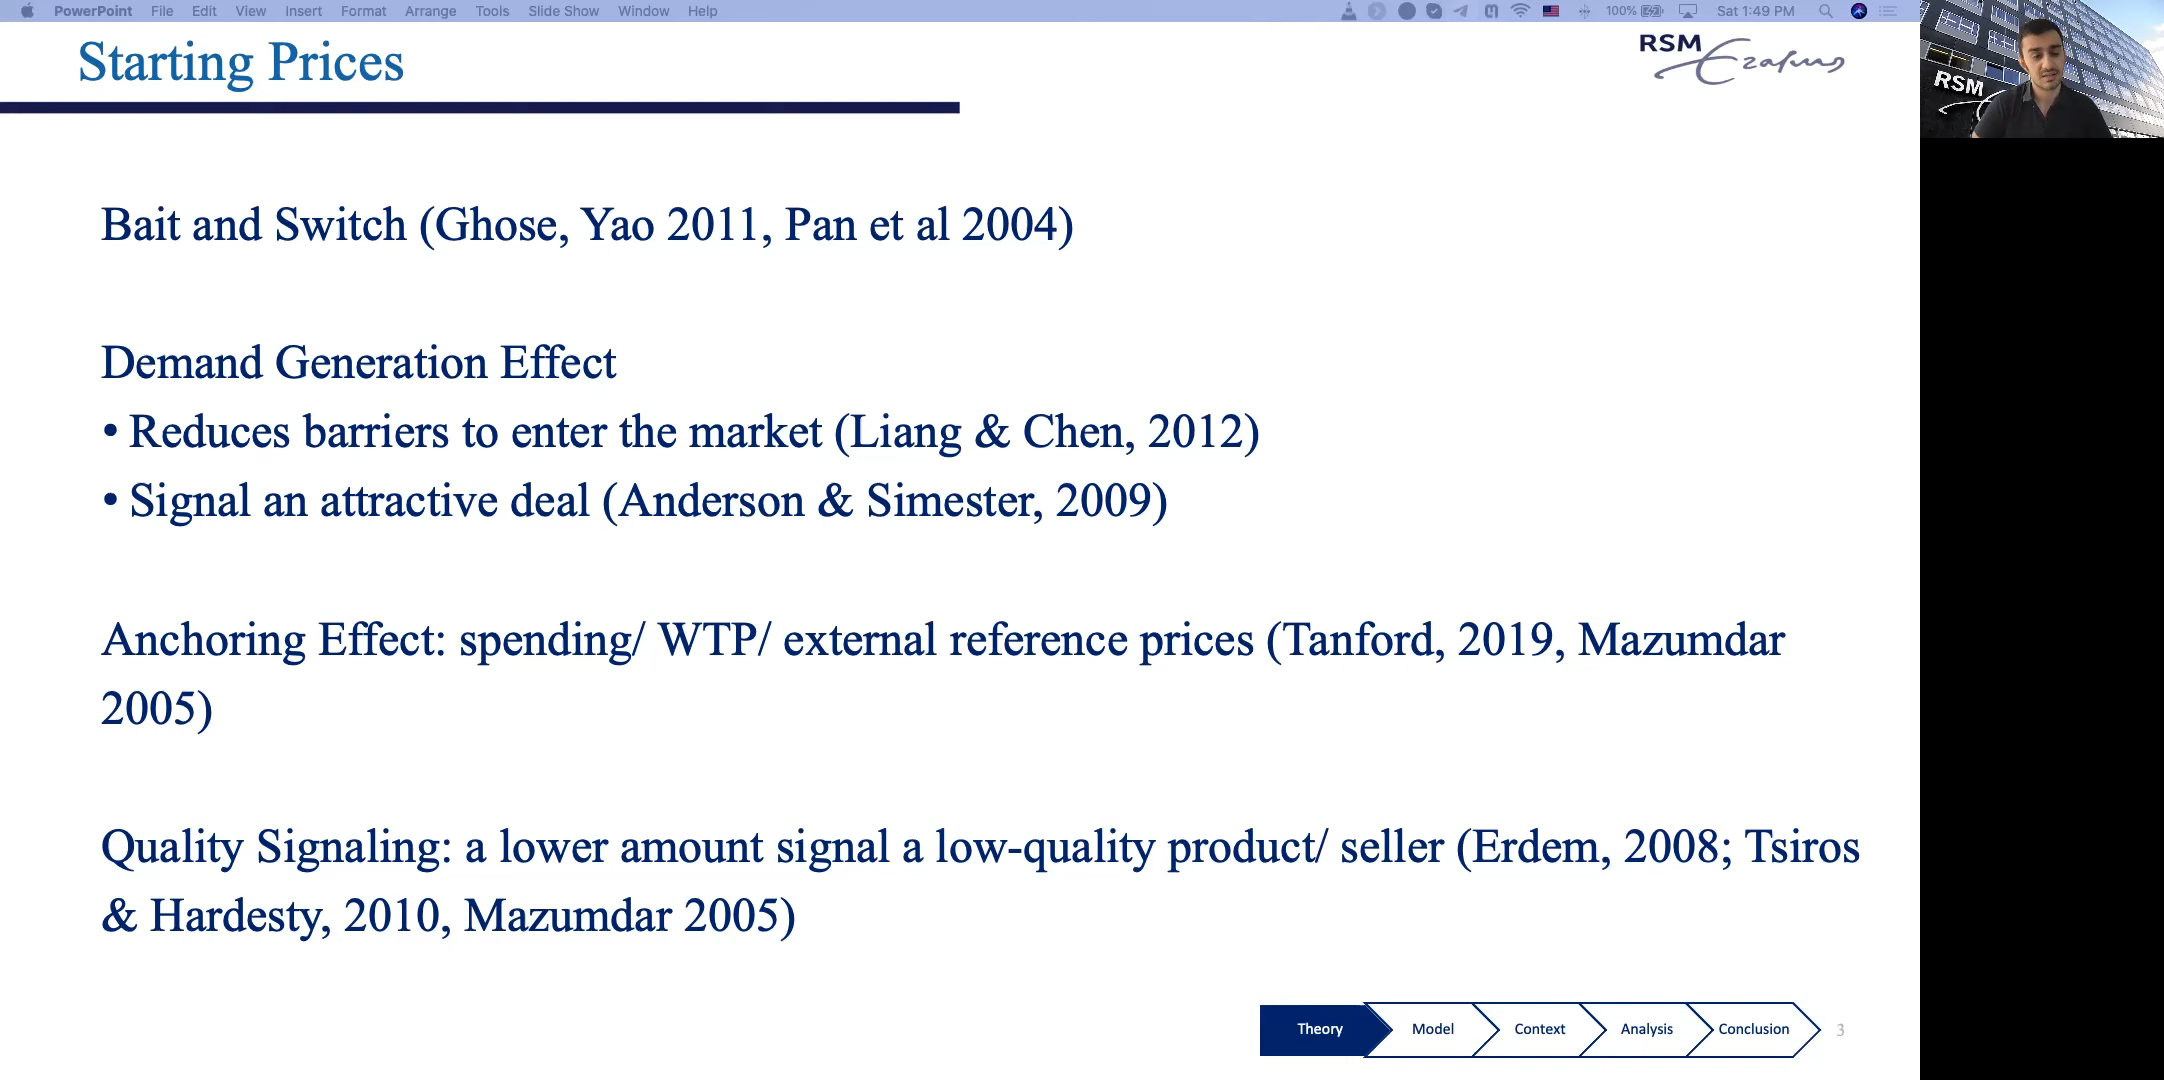 PowerPoint File Edit View Insert Format Arrange Tools Slide Show Window Help 100% Sat 1:49 PM
Starting Prices
RSM Erasmus
RSM
Bait and Switch (Ghose, Yao 2011, Pan et al 2004)
Demand Generation Effect
• Reduces barriers to enter the market (Liang & Chen, 2012)
• Signal an attractive deal (Anderson & Simester, 2009)
Anchoring Effect: spending/ WTP/ external reference prices (Tanford, 2019, Mazumdar
2005)
Quality Signaling: a lower amount signal a low-quality product/ seller (Erdem, 2008; Tsiros
& Hardesty, 2010, Mazumdar 2005)
Theory Model Context Analysis Conclusion 3